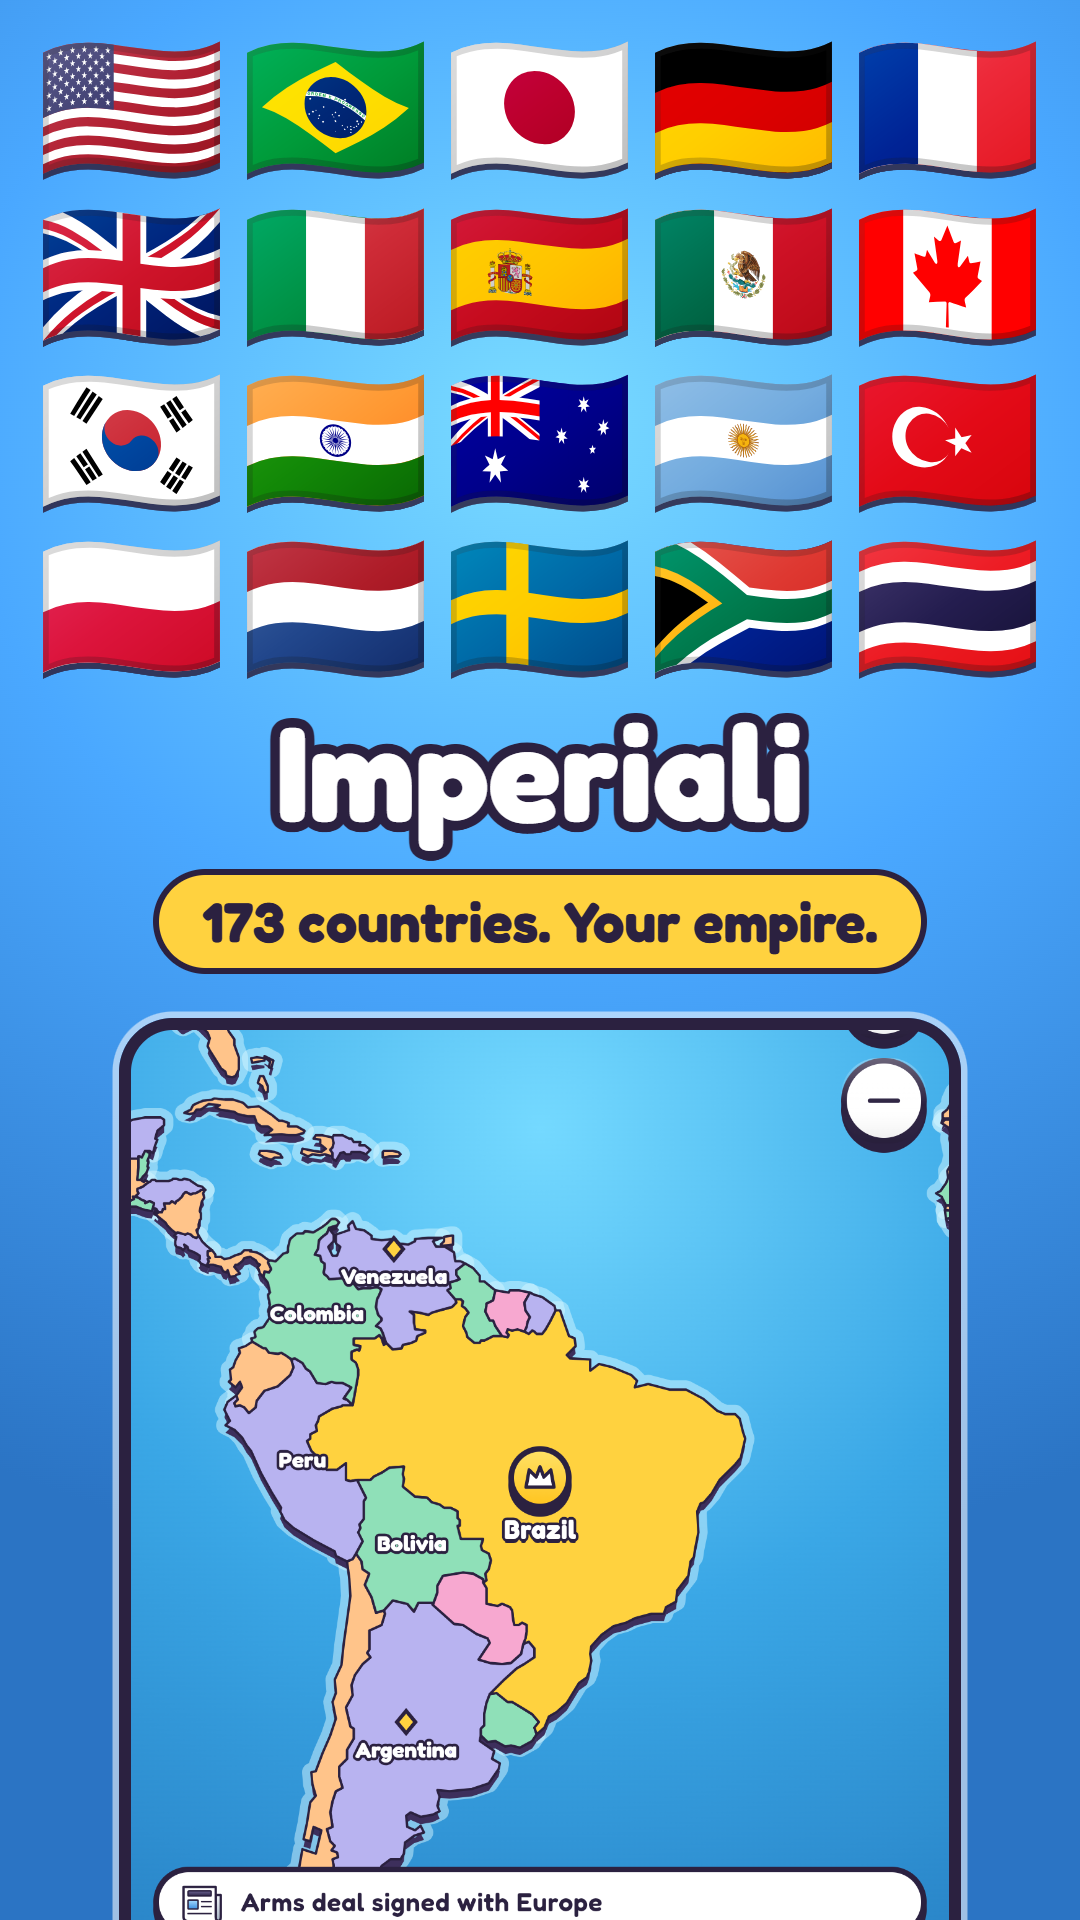 Imperiali
173 countries. Your empire.
Venezuela
Colombia
Peru
Brazil
Bolivia
Argentina
Arms deal signed with Europe